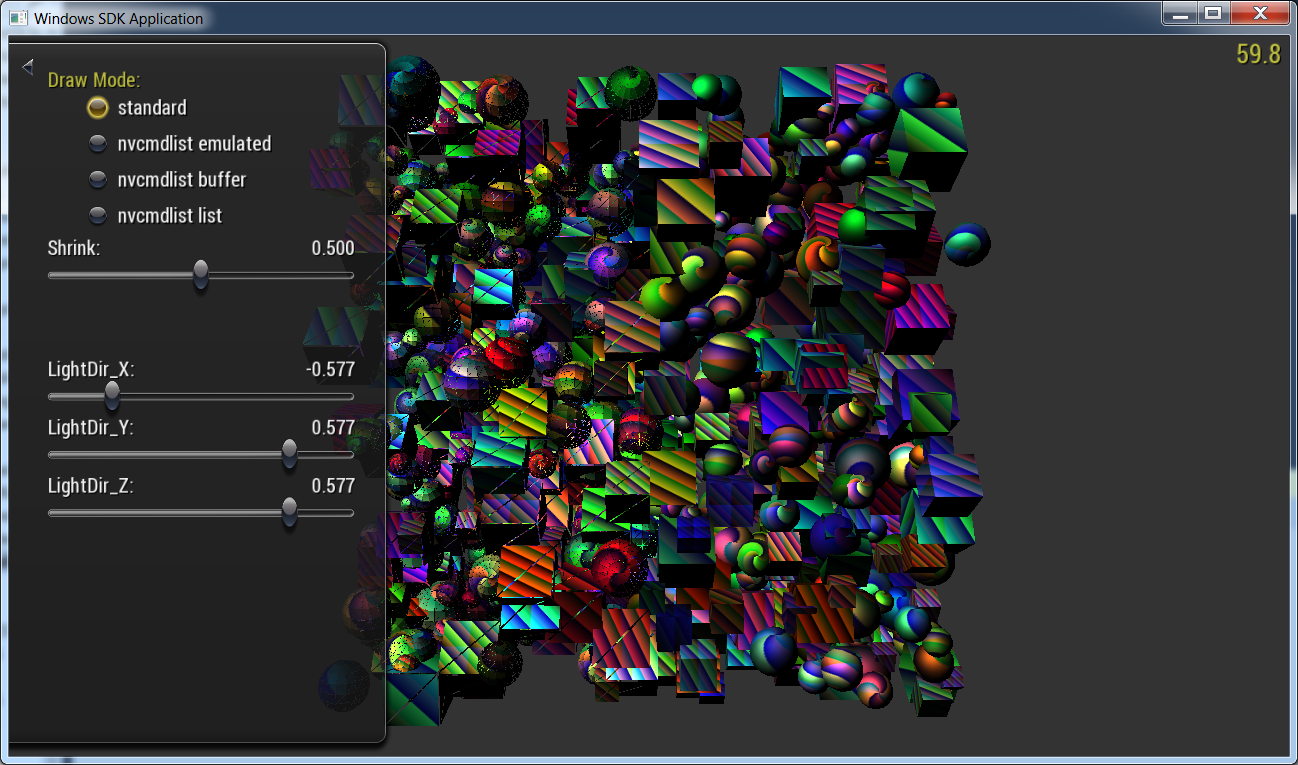 Windows SDK Application
59.8
Draw Mode:
standard
nvcmdlist emulated
nvcmdlist buffer
nvcmdlist list
Shrink: 0.500
LightDir_X: -0.577
LightDir_Y: 0.577
LightDir_Z: 0.577